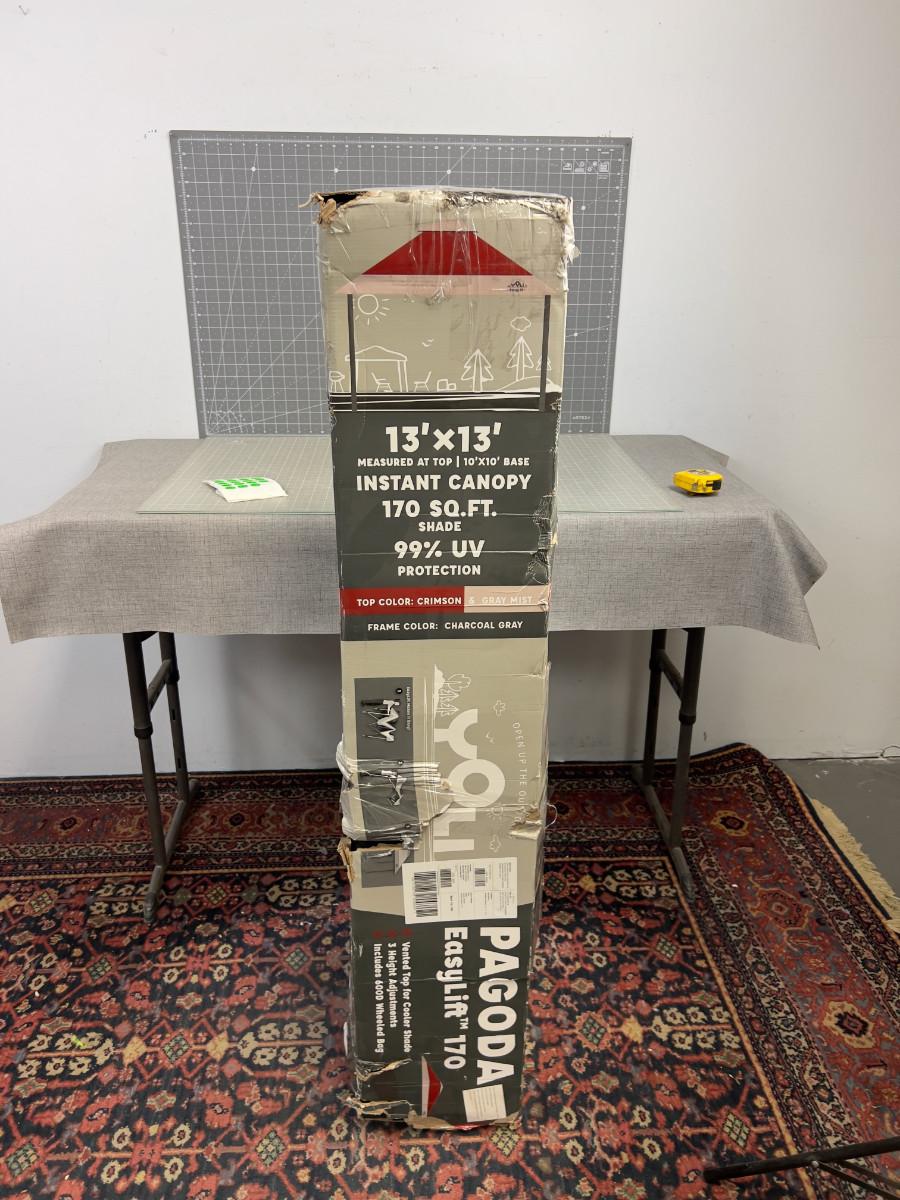 13'×13'
MEASURED AT TOP | 10'X10' BASE
INSTANT CANOPY
170 SQ.FT.
SHADE
99% UV
PROTECTION
TOP COLOR: CRIMSON & GRAY MIST
FRAME COLOR: CHARCOAL GRAY
YOLI
OPEN UP THE
PAGODA
EasyLift™ 170
Vented Top for Cooler Shade
3 Height Adjustments
Includes 600D Wheeled Bag